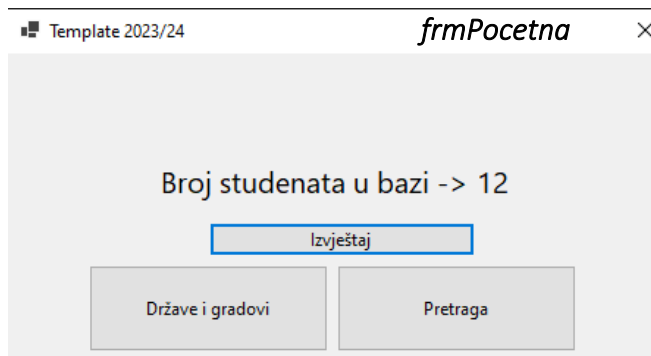 Template 2023/24 frmPocetna
Broj studenata u bazi -> 12
Izvještaj
Države i gradovi Pretraga